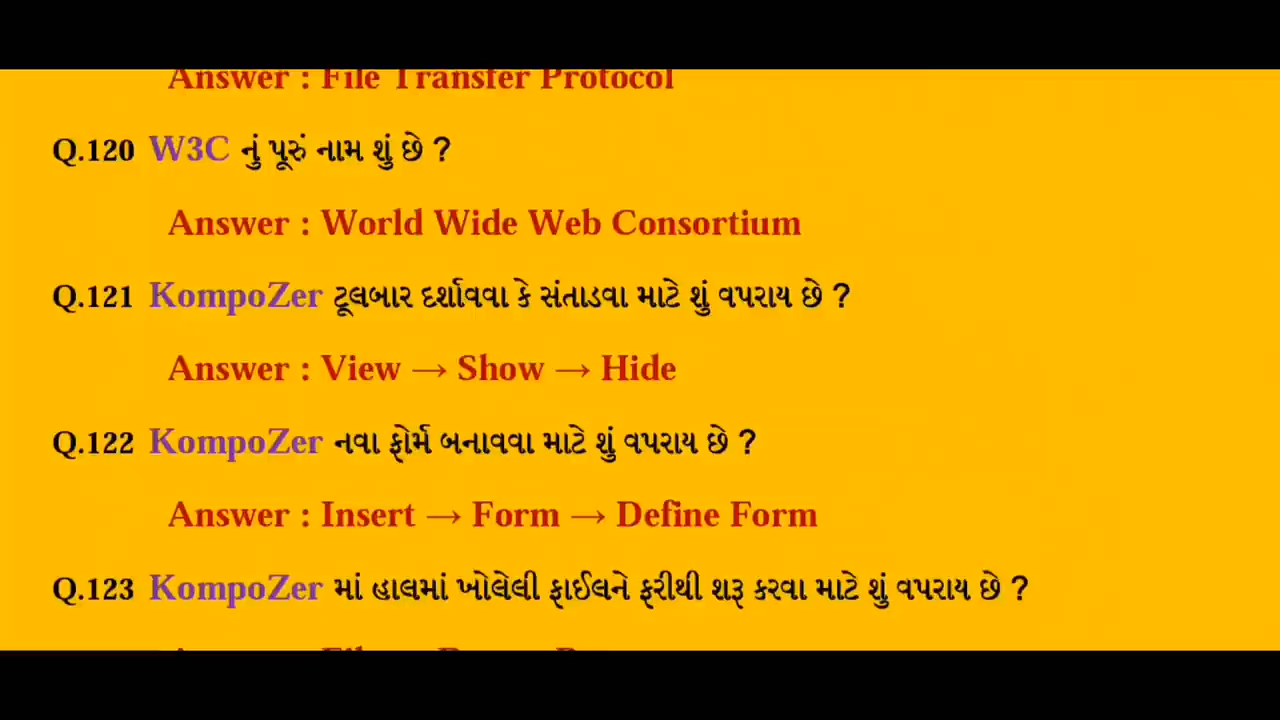 Answer : File Transfer Protocol
Q.120 W3C નું પૂરું નામ શું છે ?
Answer : World Wide Web Consortium
Q.121 KompoZer ટૂલબાર દર્શાવવા કે સંતાડવા માટે શું વપરાય છે ?
Answer : View → Show → Hide
Q.122 KompoZer નવા ફોર્મ બનાવવા માટે શું વપરાય છે ?
Answer : Insert → Form → Define Form
Q.123 KompoZer માં હાલમાં ખોલેલી ફાઈલને ફરીથી શરૂ કરવા માટે શું વપરાય છે ?